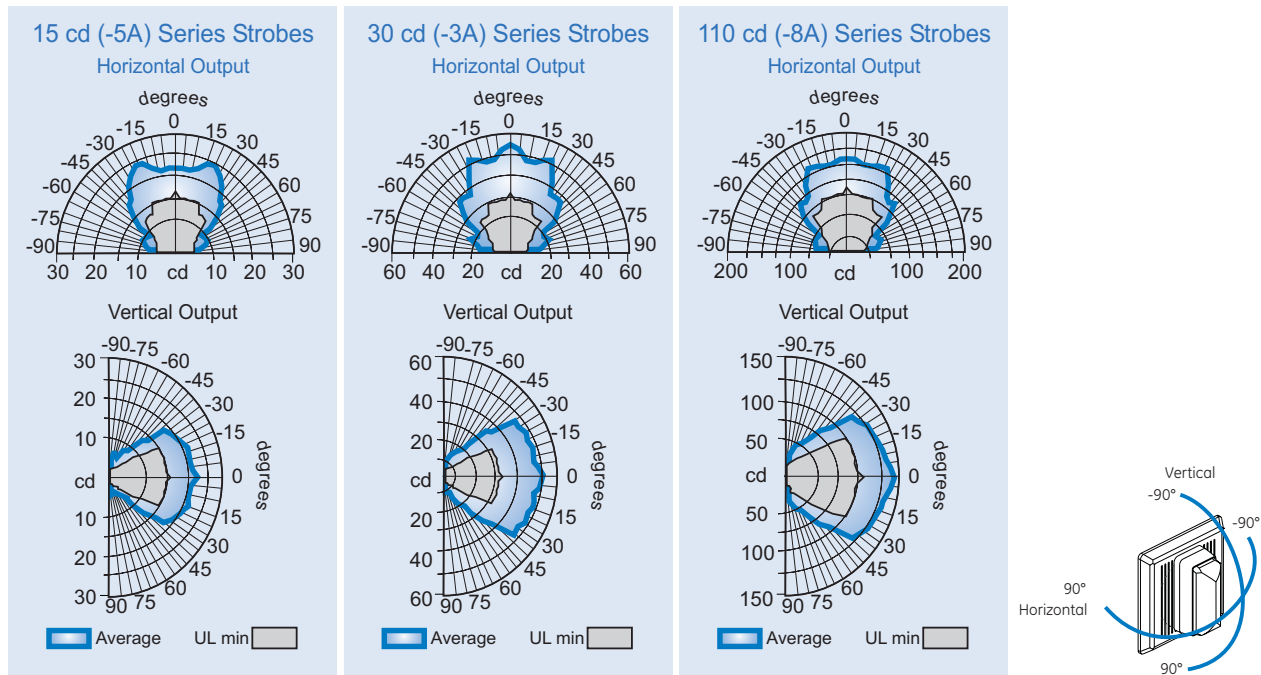 15 cd (-5A) Series Strobes
Horizontal Output
degrees
-90 -75 -60 -45 -30 -15 0 15 30 45 60 75 90
30 20 10 cd 10 20 30
Vertical Output
30 20 10 cd 10 20 30
-90 -75 -60 -45 -30 -15 0 15 30 45 60 75 90
degrees
Average UL min
30 cd (-3A) Series Strobes
Horizontal Output
degrees
-90 -75 -60 -45 -30 -15 0 15 30 45 60 75 90
60 40 20 cd 20 40 60
Vertical Output
60 40 20 cd 20 40 60
-90 -75 -60 -45 -30 -15 0 15 30 45 60 75 90
degrees
Average UL min
110 cd (-8A) Series Strobes
Horizontal Output
degrees
-90 -75 -60 -45 -30 -15 0 15 30 45 60 75 90
200 100 cd 100 200
Vertical Output
150 100 50 cd 50 100 150
-90 -75 -60 -45 -30 -15 0 15 30 45 60 75 90
degrees
Average UL min
Vertical
-90°
-90°
90°
Horizontal
90°